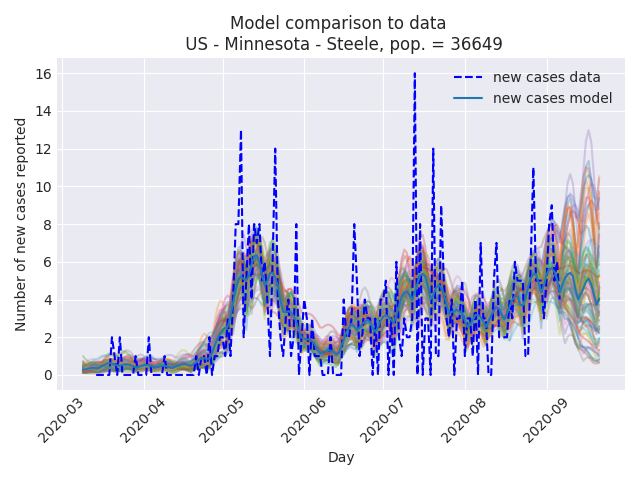 Model comparison to data
US - Minnesota - Steele, pop. = 36649
new cases data
new cases model
Number of new cases reported
16
14
12
10
8
6
4
2
0
2020-03
2020-04
2020-05
2020-06
2020-07
2020-08
2020-09
Day